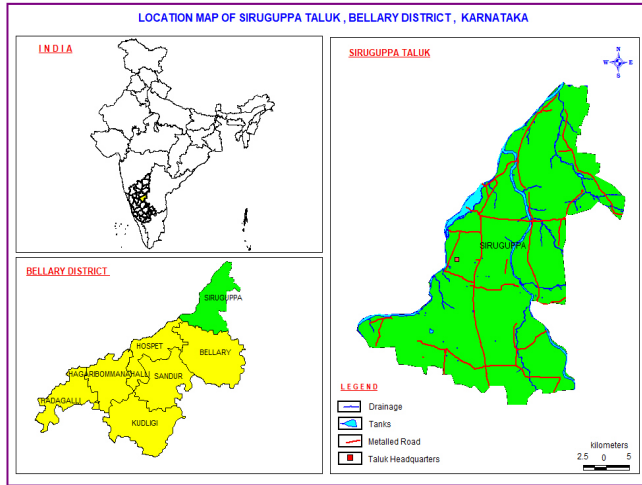 LOCATION MAP OF SIRUGUPPA TALUK , BELLARY DISTRICT , KARNATAKA
I N D I A
SIRUGUPPA TALUK
N
W E
S
SIRUGUPPA
BELLARY DISTRICT
SIRUGUPPA
HOSPET
BELLARY
HAGARIBOMMANAHALLI
SANDUR
HADAGALLI
KUDLIGI
L E G E N D
Drainage
Tanks
Metalled Road
Taluk Headquarters
kilometers
2.5 0 5